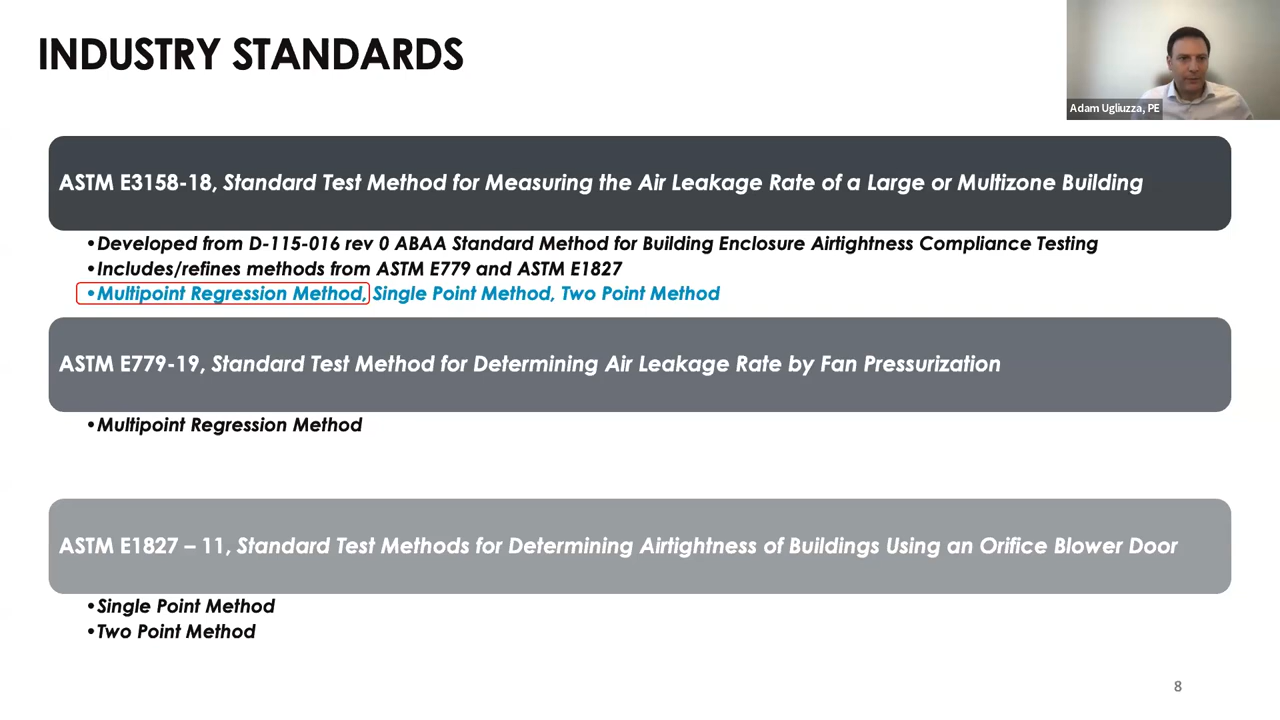 INDUSTRY STANDARDS
Adam Ugliuzza, PE
ASTM E3158-18, Standard Test Method for Measuring the Air Leakage Rate of a Large or Multizone Building
•Developed from D-115-016 rev 0 ABAA Standard Method for Building Enclosure Airtightness Compliance Testing
•Includes/refines methods from ASTM E779 and ASTM E1827
•Multipoint Regression Method, Single Point Method, Two Point Method
ASTM E779-19, Standard Test Method for Determining Air Leakage Rate by Fan Pressurization
•Multipoint Regression Method
ASTM E1827 – 11, Standard Test Methods for Determining Airtightness of Buildings Using an Orifice Blower Door
•Single Point Method
•Two Point Method
8